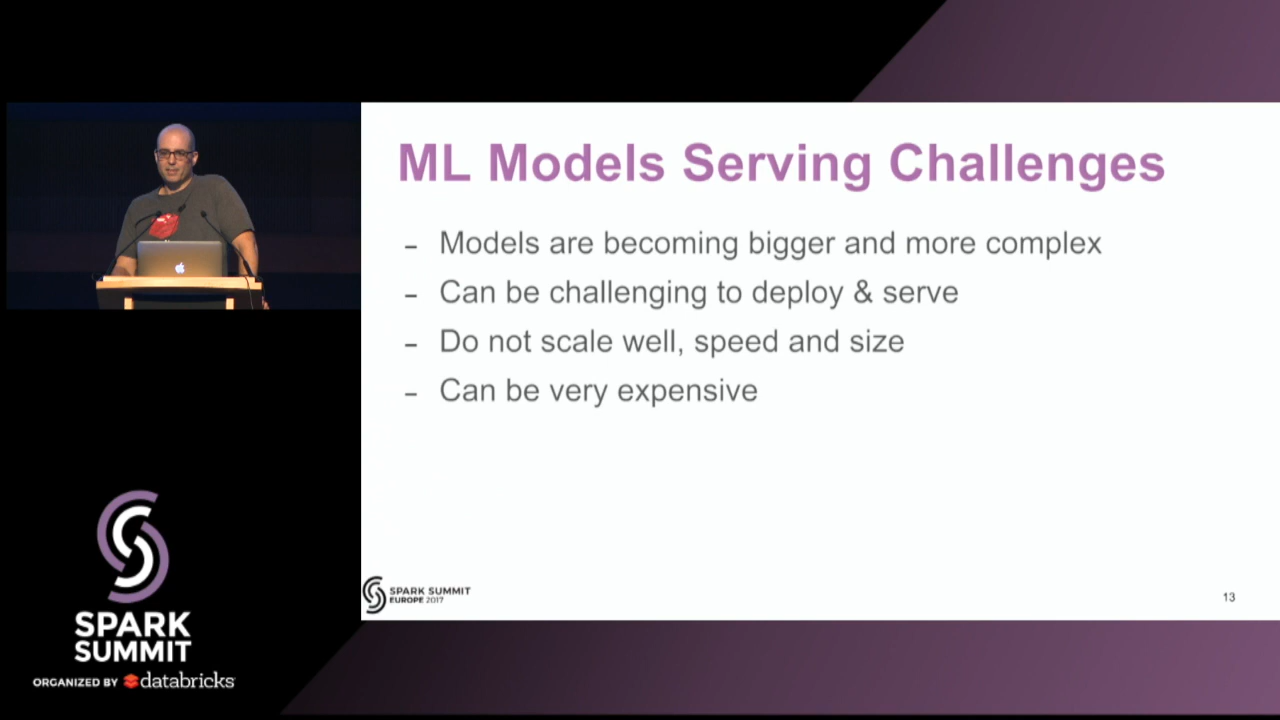 ML Models Serving Challenges
- Models are becoming bigger and more complex
- Can be challenging to deploy & serve
- Do not scale well, speed and size
- Can be very expensive
SPARK SUMMIT
EUROPE 2017
13
SPARK
SUMMIT
ORGANIZED BY databricks